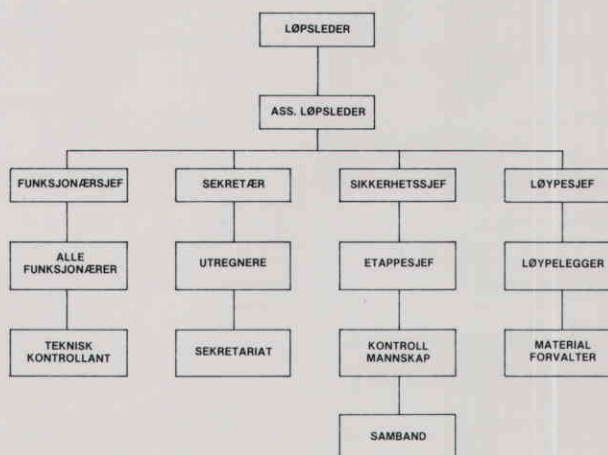 LØPSLEDER
ASS. LØPSLEDER
FUNKSJONÆRSJEF
SEKRETÆR
SIKKERHETSSJEF
LØYPESJEF
ALLE
FUNKSJONÆRER
UTREGNERE
ETAPPESJEF
LØYPELEGGER
TEKNISK
KONTROLLANT
SEKRETARIAT
KONTROLL
MANNSKAP
MATERIAL
FORVALTER
SAMBAND